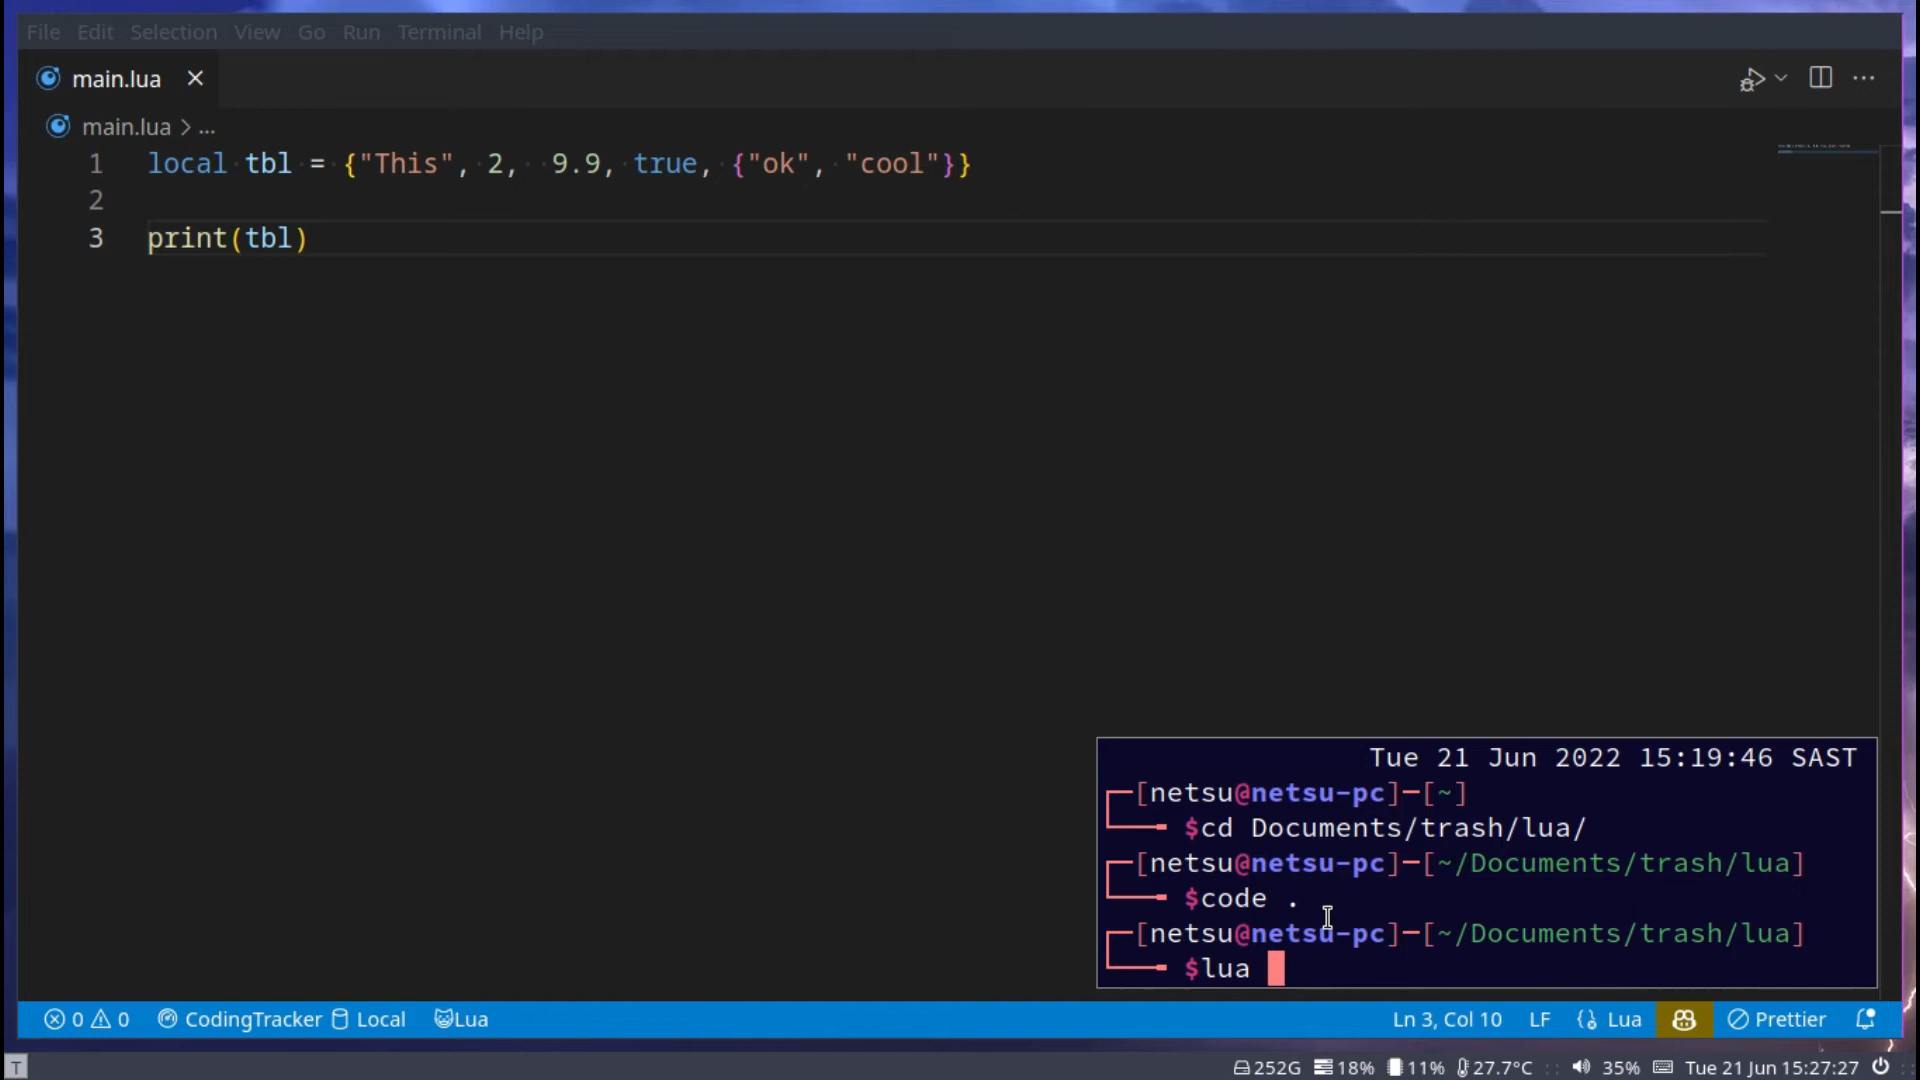 File Edit Selection View Go Run Terminal Help
main.lua
main.lua > ...
1 local tbl = {"This", 2,  9.9, true, {"ok", "cool"}}
2
3 print(tbl)
Tue 21 Jun 2022 15:19:46 SAST
[netsu@netsu-pc]-[~]
$cd Documents/trash/lua/
[netsu@netsu-pc]-[~/Documents/trash/lua]
$code .
[netsu@netsu-pc]-[~/Documents/trash/lua]
$lua
0 0 CodingTracker Local Lua Ln 3, Col 10 LF Lua Prettier
T 252G 18% 11% 27.7°C 35% Tue 21 Jun 15:27:27